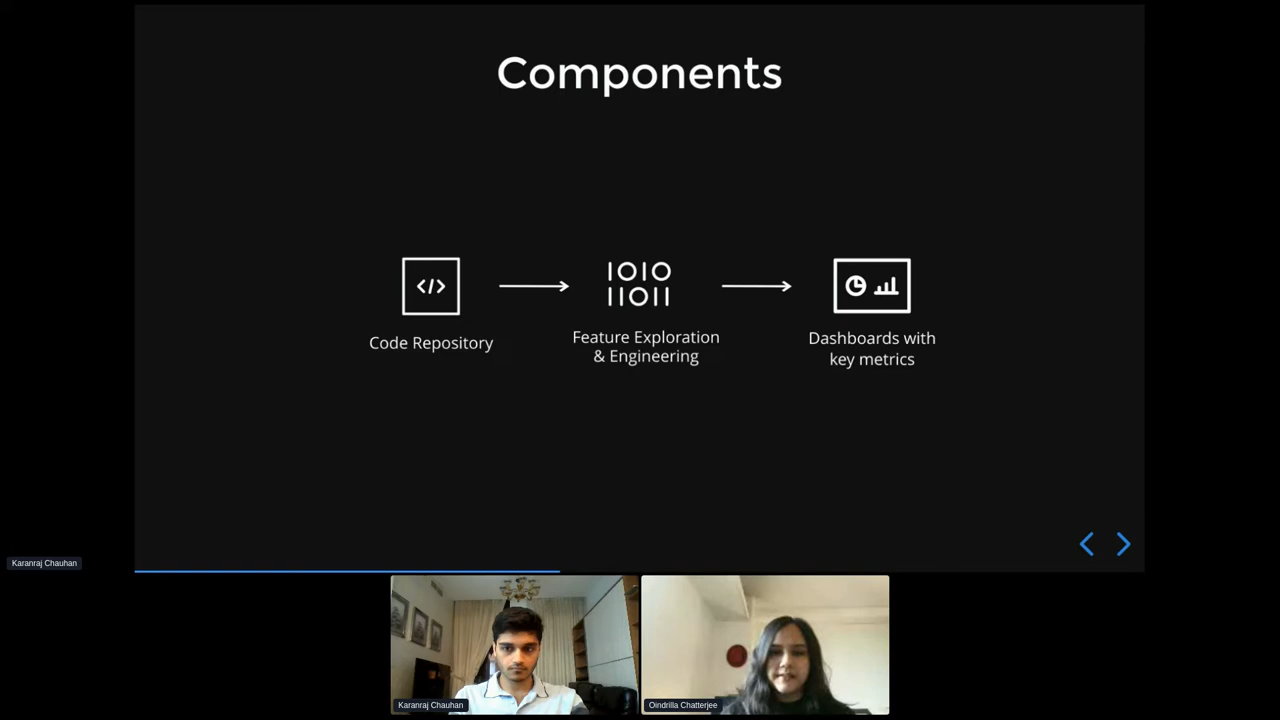 Components
</>
1010
11011
Code Repository
Feature Exploration
& Engineering
Dashboards with
key metrics
Karanraj Chauhan
Karanraj Chauhan
Oindrilla Chatterjee